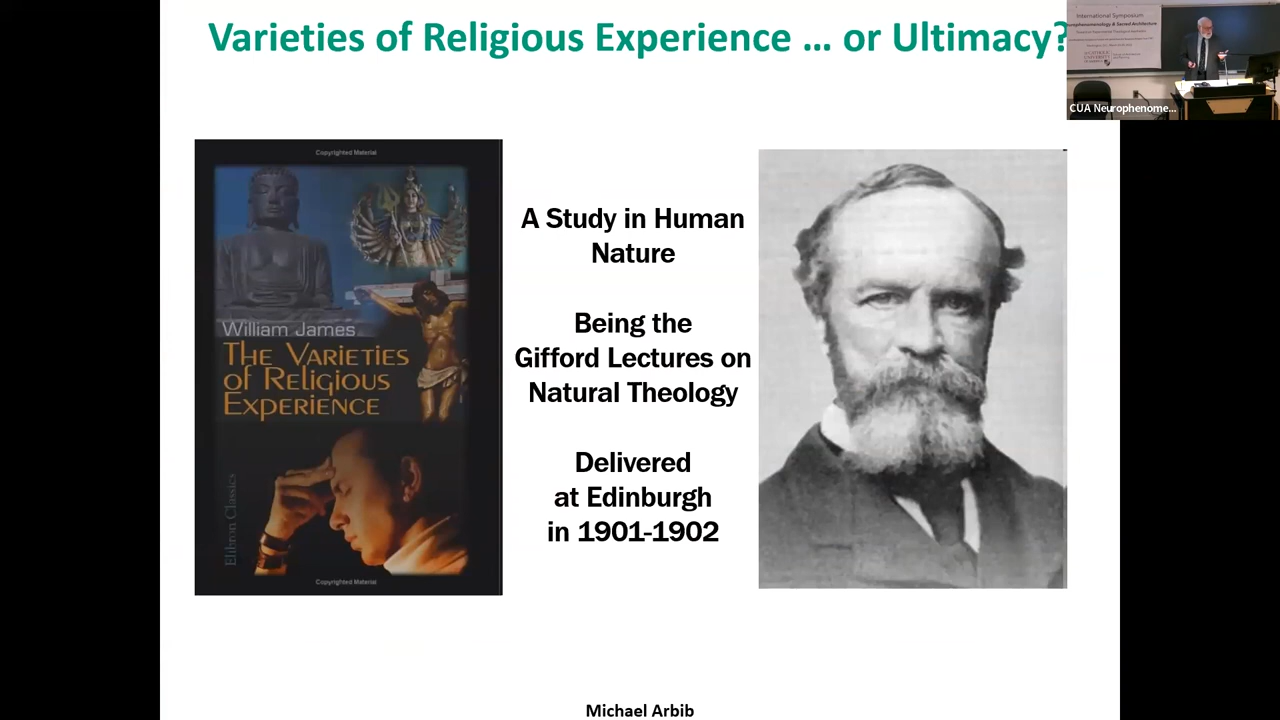 Varieties of Religious Experience ... or Ultimacy?
International Symposium
CUA Neurophenome...
Copyrighted Material
William James
THE VARIETIES
OF RELIGIOUS
EXPERIENCE
Elibron Classics
Copyrighted Material
A Study in Human
Nature
Being the
Gifford Lectures on
Natural Theology
Delivered
at Edinburgh
in 1901-1902
Michael Arbib